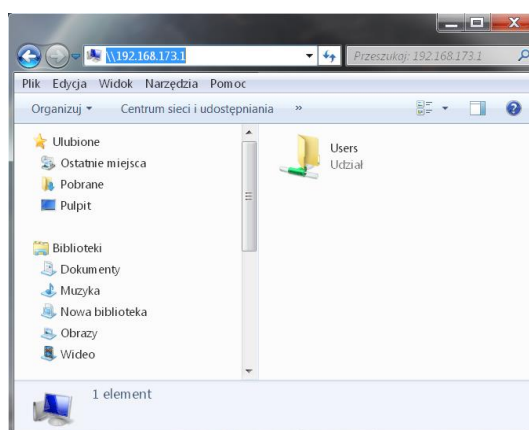 \\192.168.173.1
Przeszukaj: 192.168.173.1
Plik Edycja Widok Narzędzia Pomoc
Organizuj Centrum sieci i udostępniania »
Ulubione
Ostatnie miejsca
Pobrane
Pulpit
Biblioteki
Dokumenty
Muzyka
Nowa biblioteka
Obrazy
Wideo
Users
Udział
1 element